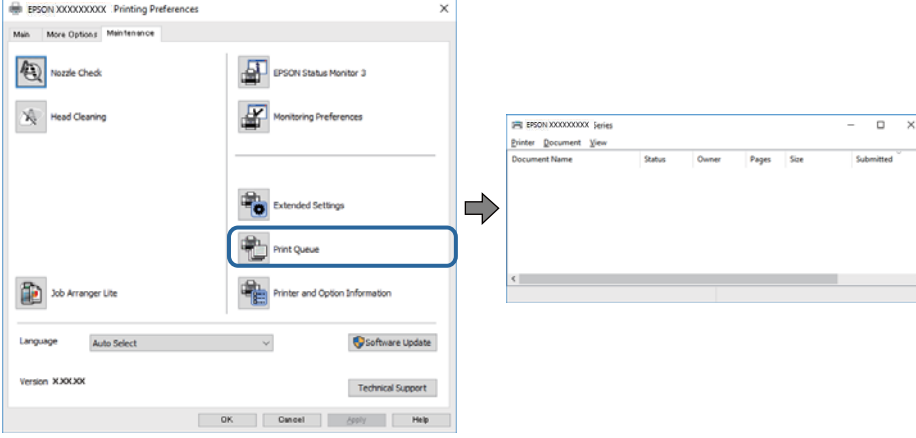 EPSON XXXXXXXXX Printing Preferences
Main More Options Maintenance
Nozzle Check
EPSON Status Monitor 3
Head Cleaning
Monitoring Preferences
Extended Settings
Print Queue
Job Arranger Lite
Printer and Option Information
Language
Auto Select
Software Update
Version X.XX.XX
Technical Support
OK Cancel Apply Help
EPSON XXXXXXXXX Series
Printer Document View
Document Name Status Owner Pages Size Submitted